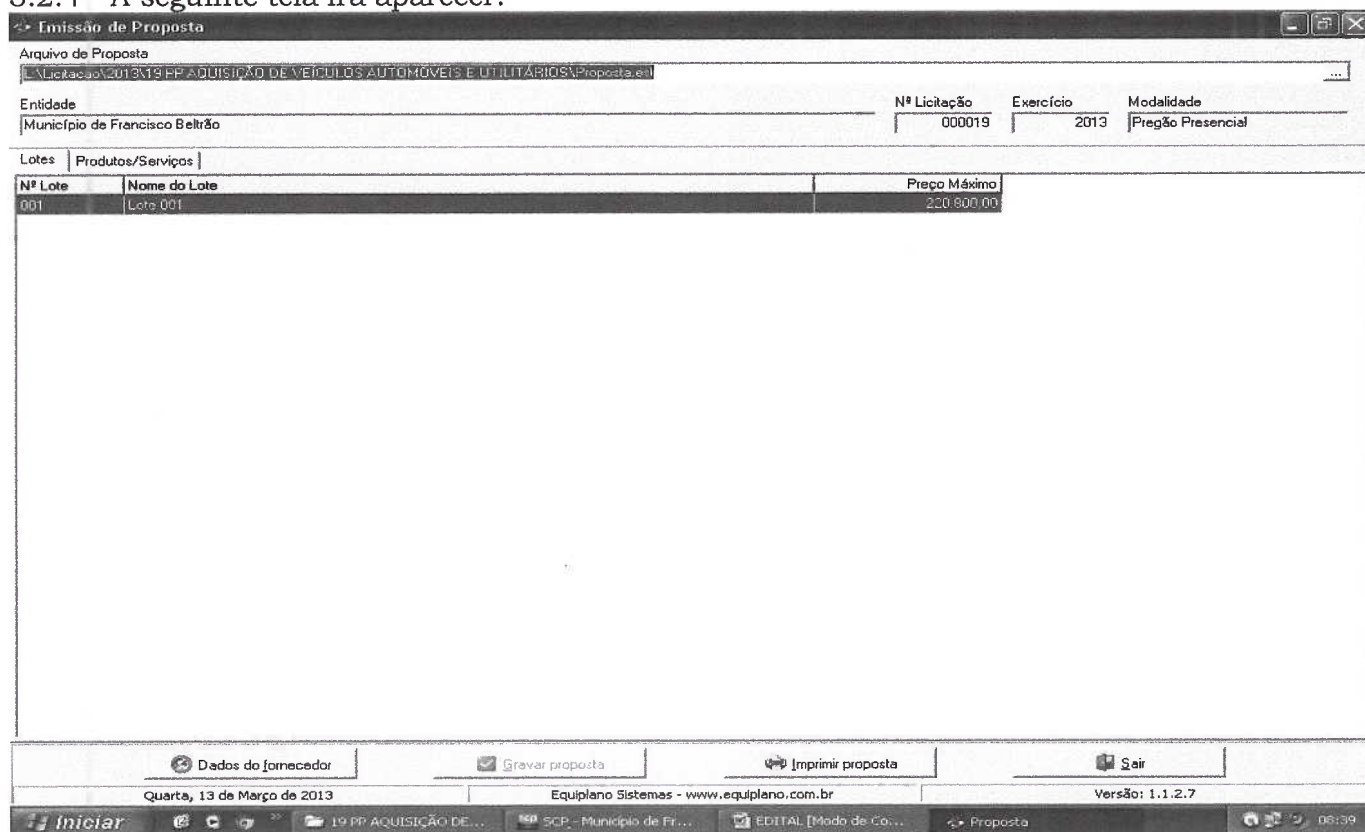 A seguinte tela irá aparecer:
Emissão de Proposta
Arquivo de Proposta
L:\Licitacao\2013\19 PP AQUISIÇÃO DE VEÍCULOS AUTOMÓVEIS E UTILITÁRIOS\Proposta.esl ...
Entidade Nº Licitação Exercício Modalidade
Município de Francisco Beltrão 000019 2013 Pregão Presencial
Lotes Produtos/Serviços
Nº Lote Nome do Lote Preço Máximo
001 Lote 001 220.800,00
Dados do fornecedor Gravar proposta Imprimir proposta Sair
Quarta, 13 de Março de 2013 Equiplano Sistemas - www.equiplano.com.br Versão: 1.1.2.7
Iniciar 19 PP AQUISIÇÃO DE... SCP - Município de Fr... EDITAL [Modo de Co... Proposta 08:39